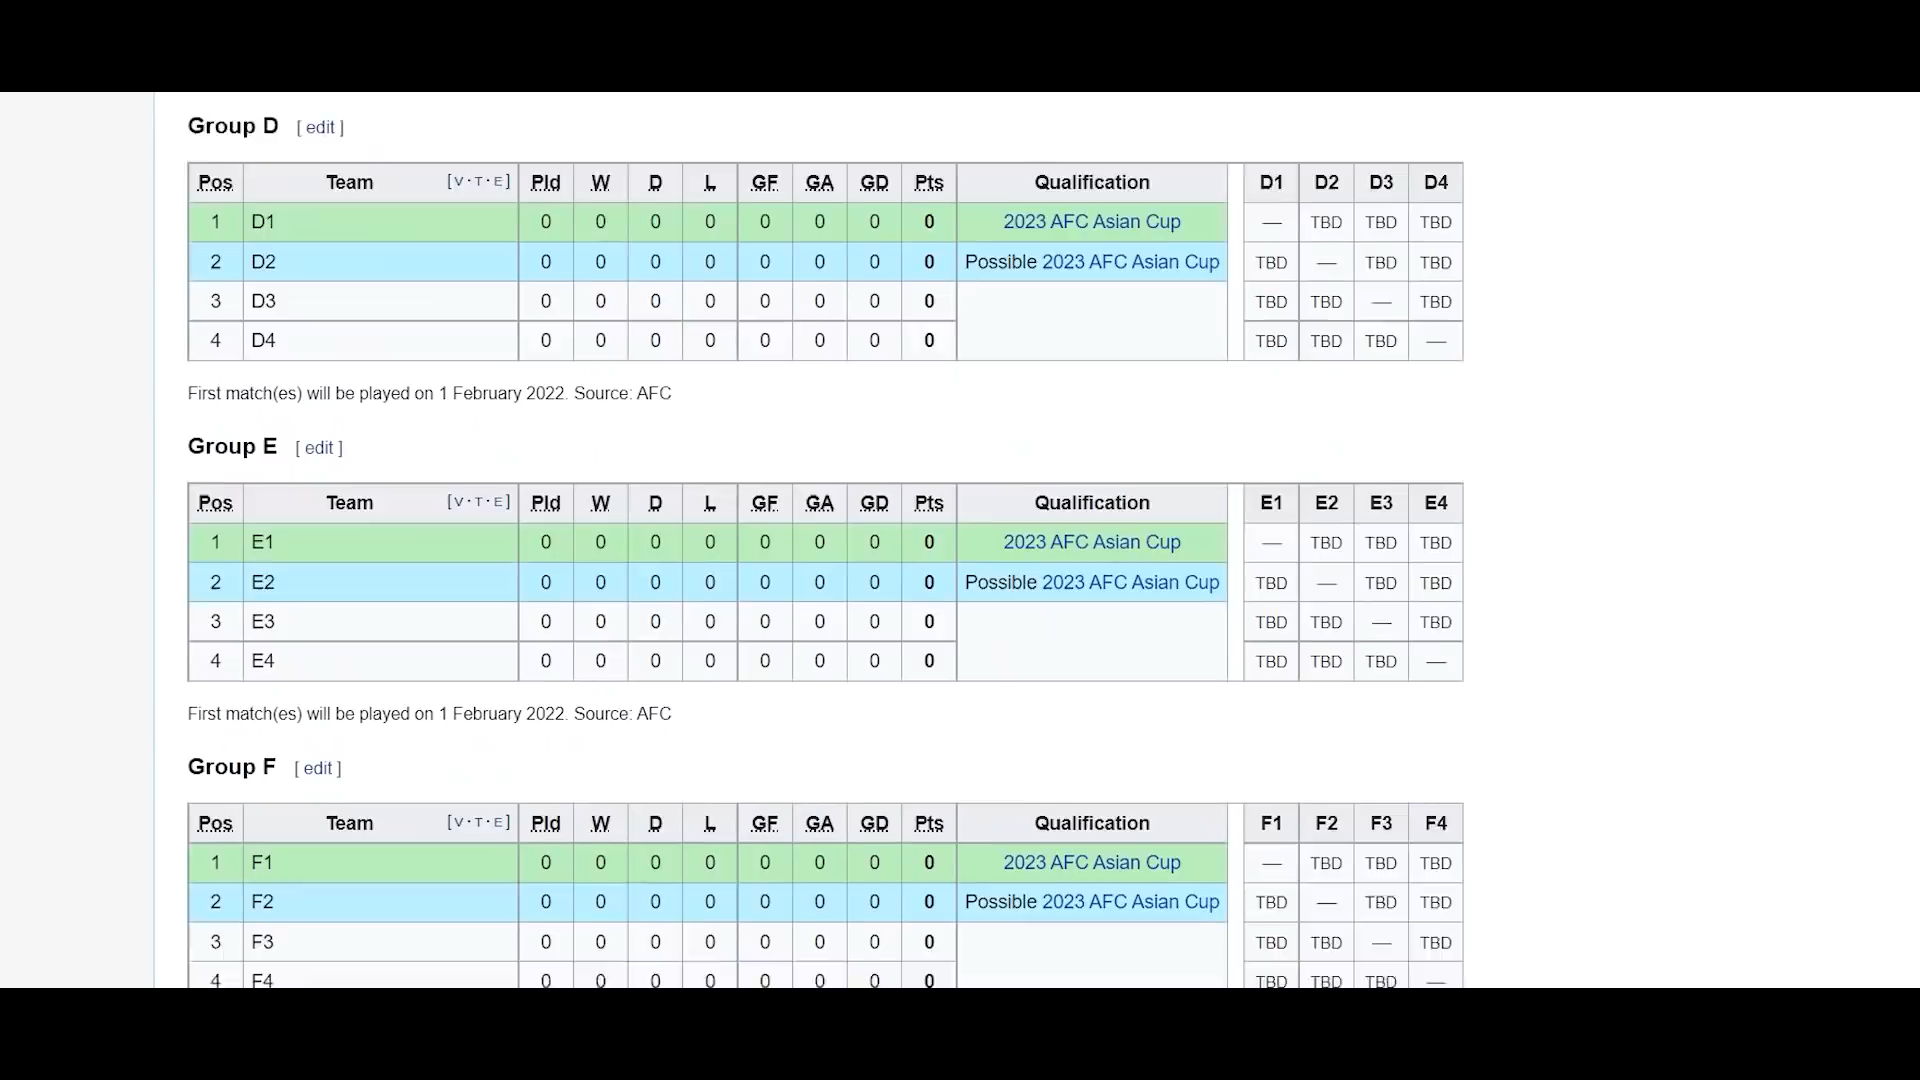 Group D [ edit ]
Pos Team [V·T·E] Pld W D L GF GA GD Pts Qualification D1 D2 D3 D4
1 D1 0 0 0 0 0 0 0 0 2023 AFC Asian Cup — TBD TBD TBD
2 D2 0 0 0 0 0 0 0 0 Possible 2023 AFC Asian Cup TBD — TBD TBD
3 D3 0 0 0 0 0 0 0 0 TBD TBD — TBD
4 D4 0 0 0 0 0 0 0 0 TBD TBD TBD —
First match(es) will be played on 1 February 2022. Source: AFC
Group E [ edit ]
Pos Team [V·T·E] Pld W D L GF GA GD Pts Qualification E1 E2 E3 E4
1 E1 0 0 0 0 0 0 0 0 2023 AFC Asian Cup — TBD TBD TBD
2 E2 0 0 0 0 0 0 0 0 Possible 2023 AFC Asian Cup TBD — TBD TBD
3 E3 0 0 0 0 0 0 0 0 TBD TBD — TBD
4 E4 0 0 0 0 0 0 0 0 TBD TBD TBD —
First match(es) will be played on 1 February 2022. Source: AFC
Group F [ edit ]
Pos Team [V·T·E] Pld W D L GF GA GD Pts Qualification F1 F2 F3 F4
1 F1 0 0 0 0 0 0 0 0 2023 AFC Asian Cup — TBD TBD TBD
2 F2 0 0 0 0 0 0 0 0 Possible 2023 AFC Asian Cup TBD — TBD TBD
3 F3 0 0 0 0 0 0 0 0 TBD TBD — TBD
4 F4 0 0 0 0 0 0 0 0 TBD TBD TBD —